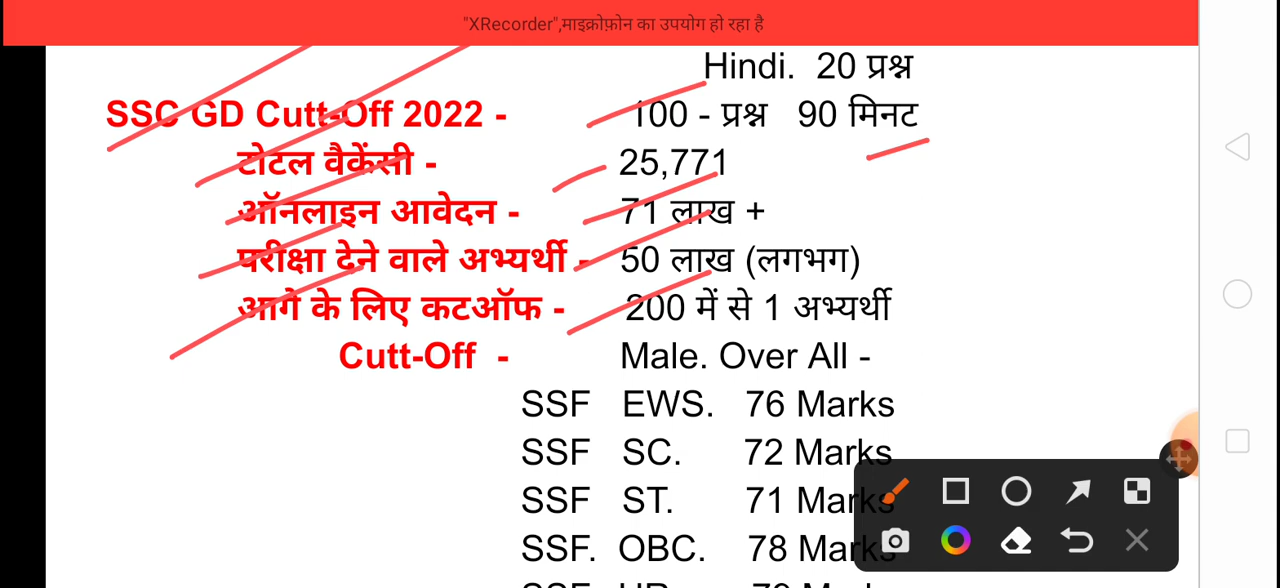 "XRecorder",माइक्रोफ़ोन का उपयोग हो रहा है
Hindi. 20 प्रश्न
SSC GD Cutt-Off 2022 - 100 - प्रश्न 90 मिनट
टोटल वैकेंसी - 25,771
ऑनलाइन आवेदन - 71 लाख +
परीक्षा देने वाले अभ्यर्थी - 50 लाख (लगभग)
आगे के लिए कटऑफ - 200 में से 1 अभ्यर्थी
Cutt-Off - Male. Over All -
SSF EWS. 76 Marks
SSF SC. 72 Marks
SSF ST. 71 Marks
SSF. OBC. 78 Marks